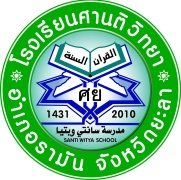 โรงเรียนศานติวิทยา
القرآن السنة
ศย
1431 2010
مدرسة سانتي ويتيا
SANTI WITYA SCHOOL
อำเภอรามัน จังหวัดยะลา